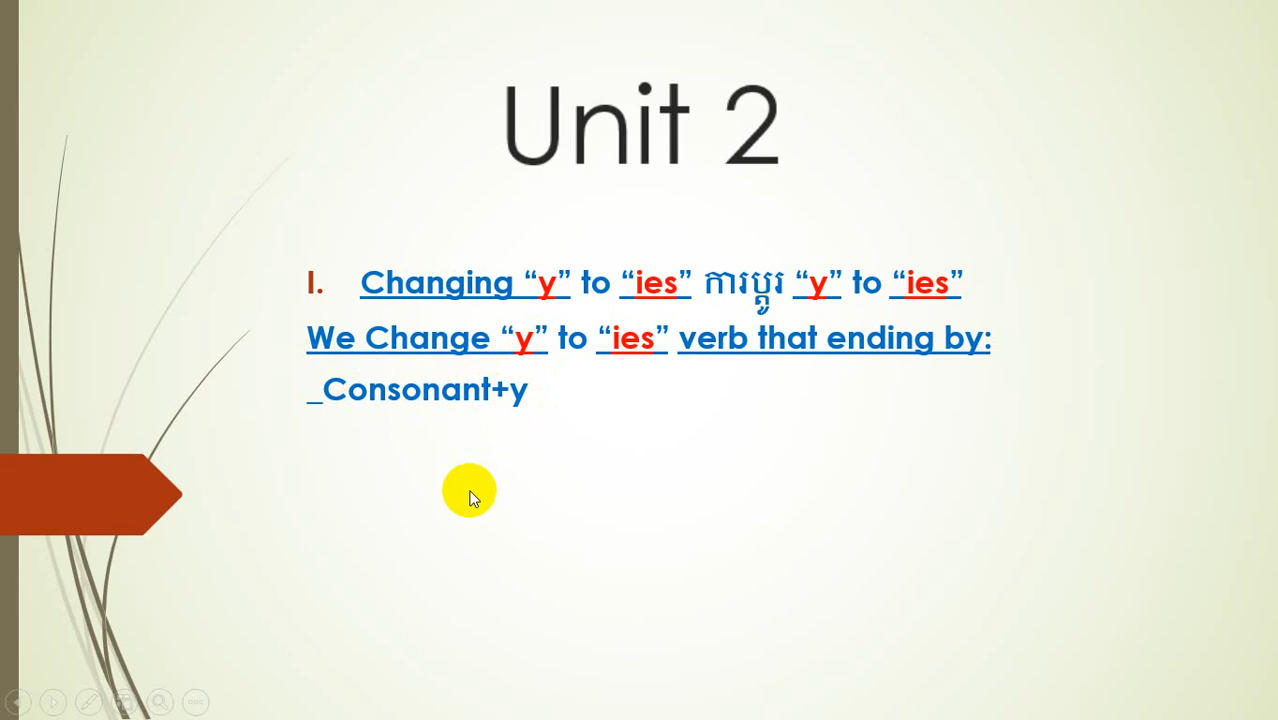 Unit 2
I. Changing “y” to “ies” ការប្តូរ “y” to “ies”
We Change “y” to “ies” verb that ending by:
_Consonant+y